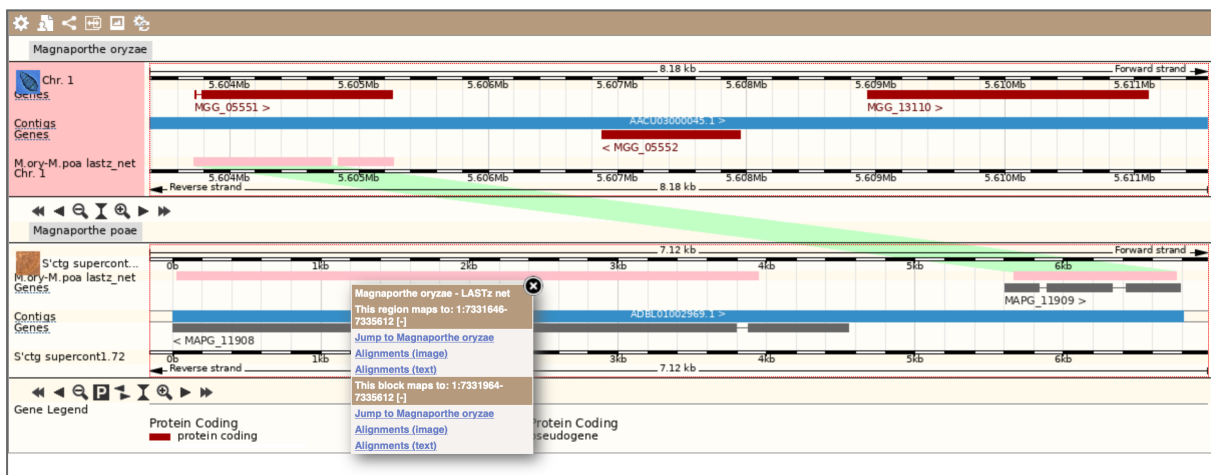 Magnaporthe oryzae
8.18 kb
Forward strand
Chr. 1
5.604Mb 5.605Mb 5.606Mb 5.607Mb 5.608Mb 5.609Mb 5.610Mb 5.611Mb
Genes
MGG_05551 > MGG_13110 >
Contigs AACU03000045.1 >
Genes
< MGG_05552
M.ory-M.poa lastz_net
Chr. 1 5.604Mb 5.605Mb 5.606Mb 5.607Mb 5.608Mb 5.609Mb 5.610Mb 5.611Mb
Reverse strand 8.18 kb
Magnaporthe poae
7.12 kb Forward strand
S'ctg supercont... 0b 1kb 2kb 3kb 4kb 5kb 6kb
M.ory-M.poa lastz_net
Genes
MAPG_11909 >
Contigs ADBL01002969.1 >
Genes
< MAPG_11908
S'ctg supercont1.72 0b 1kb 3kb 4kb 5kb 6kb
Reverse strand 7.12 kb
Magnaporthe oryzae - LASTz net
This region maps to: 1:7331646-
7335612 [-]
Jump to Magnaporthe oryzae
Alignments (image)
Alignments (text)
This block maps to: 1:7331964-
7335612 [-]
Jump to Magnaporthe oryzae
Alignments (image)
Alignments (text)
P
Gene Legend
Protein Coding Protein Coding
protein coding pseudogene